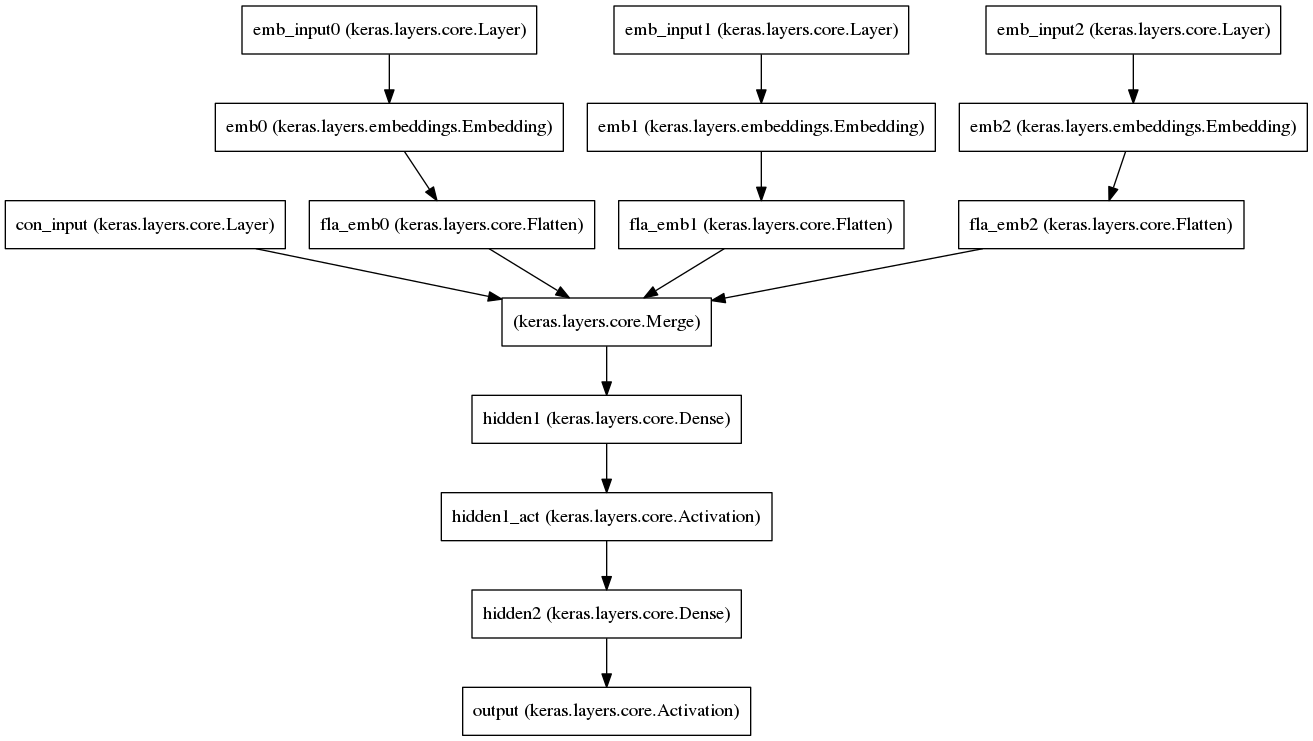 emb_input0 (keras.layers.core.Layer)
emb_input1 (keras.layers.core.Layer)
emb_input2 (keras.layers.core.Layer)
emb0 (keras.layers.embeddings.Embedding)
emb1 (keras.layers.embeddings.Embedding)
emb2 (keras.layers.embeddings.Embedding)
con_input (keras.layers.core.Layer)
fla_emb0 (keras.layers.core.Flatten)
fla_emb1 (keras.layers.core.Flatten)
fla_emb2 (keras.layers.core.Flatten)
(keras.layers.core.Merge)
hidden1 (keras.layers.core.Dense)
hidden1_act (keras.layers.core.Activation)
hidden2 (keras.layers.core.Dense)
output (keras.layers.core.Activation)